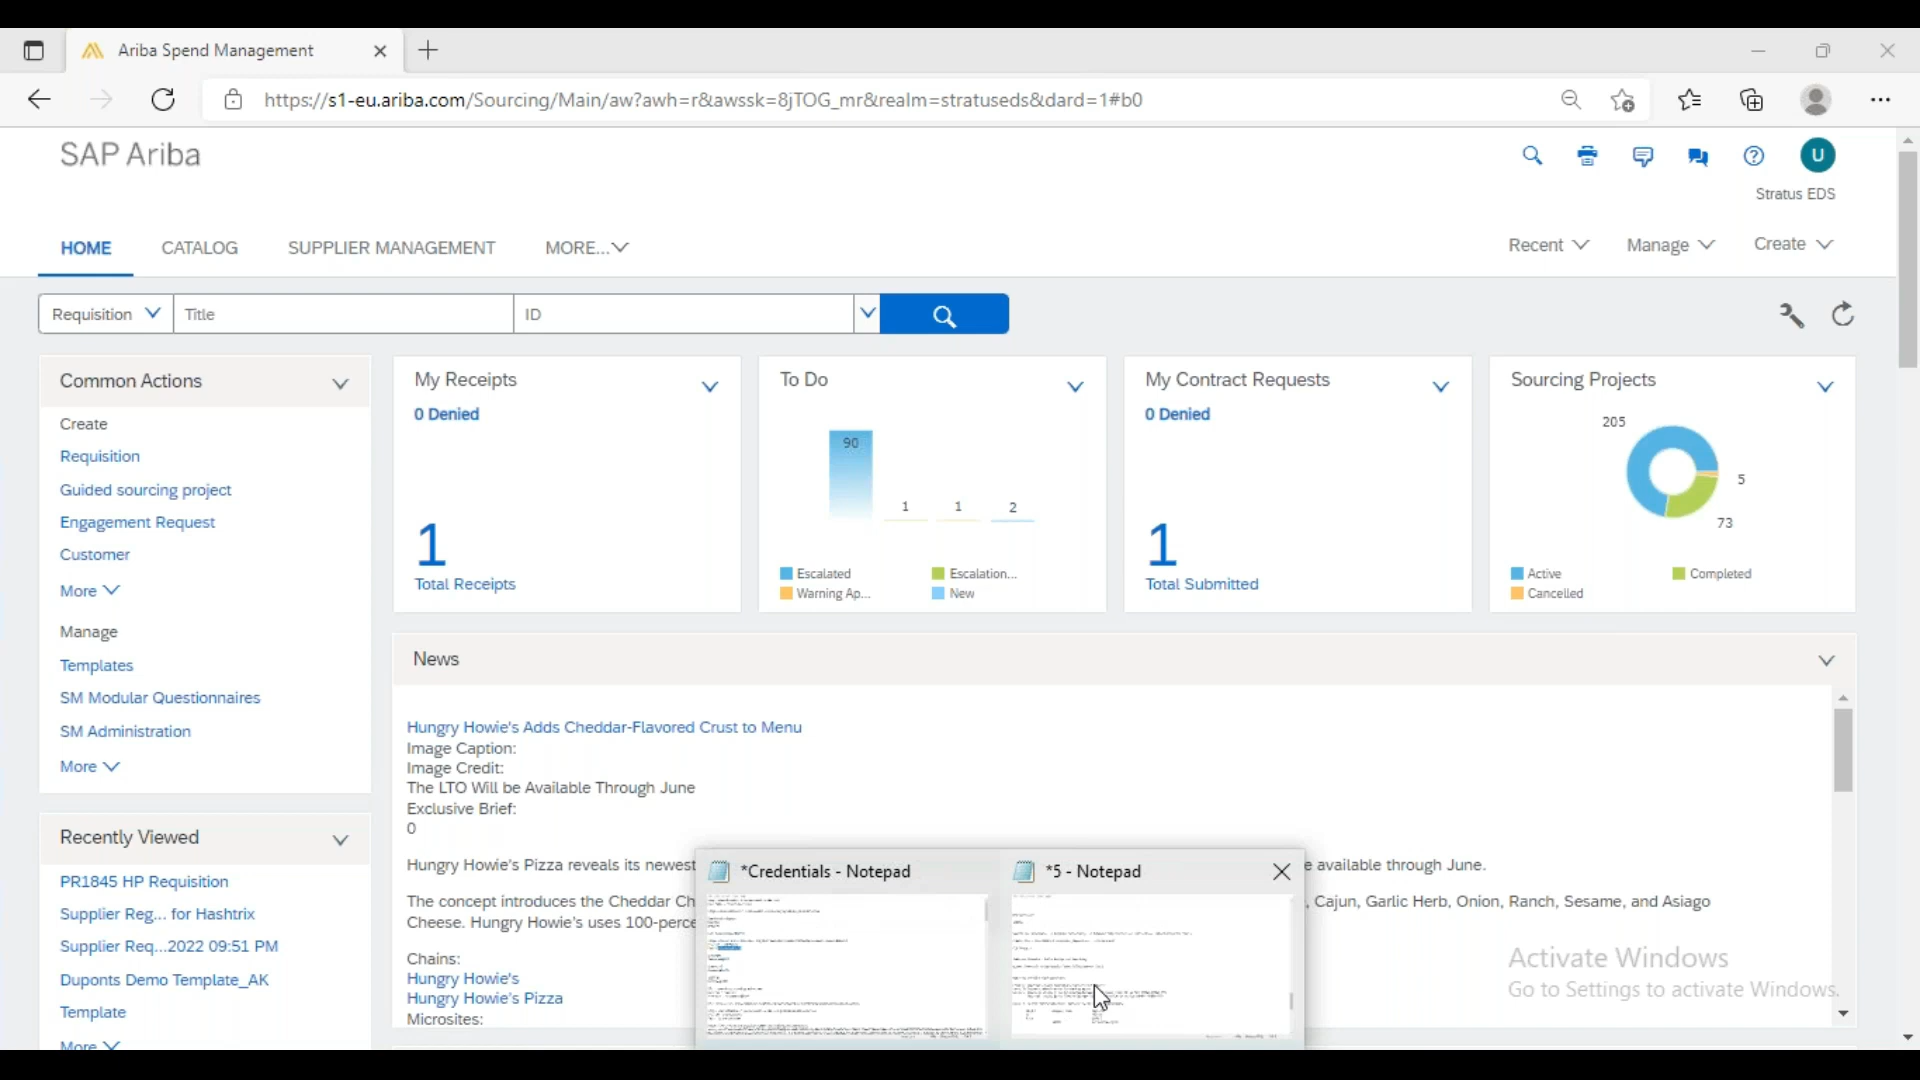 Ariba Spend Management
https://s1-eu.ariba.com/Sourcing/Main/aw?awh=r&awssk=8jTOG_mr&realm=stratuseds&dard=1#b0
SAP Ariba
U
Stratus EDS
HOME CATALOG SUPPLIER MANAGEMENT MORE...
Recent Manage Create
Requisition Title ID
Common Actions
Create
Requisition
Guided sourcing project
Engagement Request
Customer
More
Manage
Templates
SM Modular Questionnaires
SM Administration
More
Recently Viewed
PR1845 HP Requisition
Supplier Reg... for Hashtrix
Supplier Req...2022 09:51 PM
Duponts Demo Template_AK
Template
More
My Receipts
0 Denied
1
Total Receipts
To Do
90
1
1
2
Escalated
Escalation...
Warning Ap...
New
My Contract Requests
0 Denied
1
Total Submitted
Sourcing Projects
205
5
73
Active
Completed
Cancelled
News
Hungry Howie's Adds Cheddar-Flavored Crust to Menu
Image Caption:
Image Credit:
The LTO Will be Available Through June
Exclusive Brief:
0
Hungry Howie's Pizza reveals its newest
available through June.
The concept introduces the Cheddar Ch
, Cajun, Garlic Herb, Onion, Ranch, Sesame, and Asiago
Cheese. Hungry Howie's uses 100-perce
Chains:
Hungry Howie's
Hungry Howie's Pizza
Microsites:
*Credentials - Notepad
*5 - Notepad
Activate Windows
Go to Settings to activate Windows.